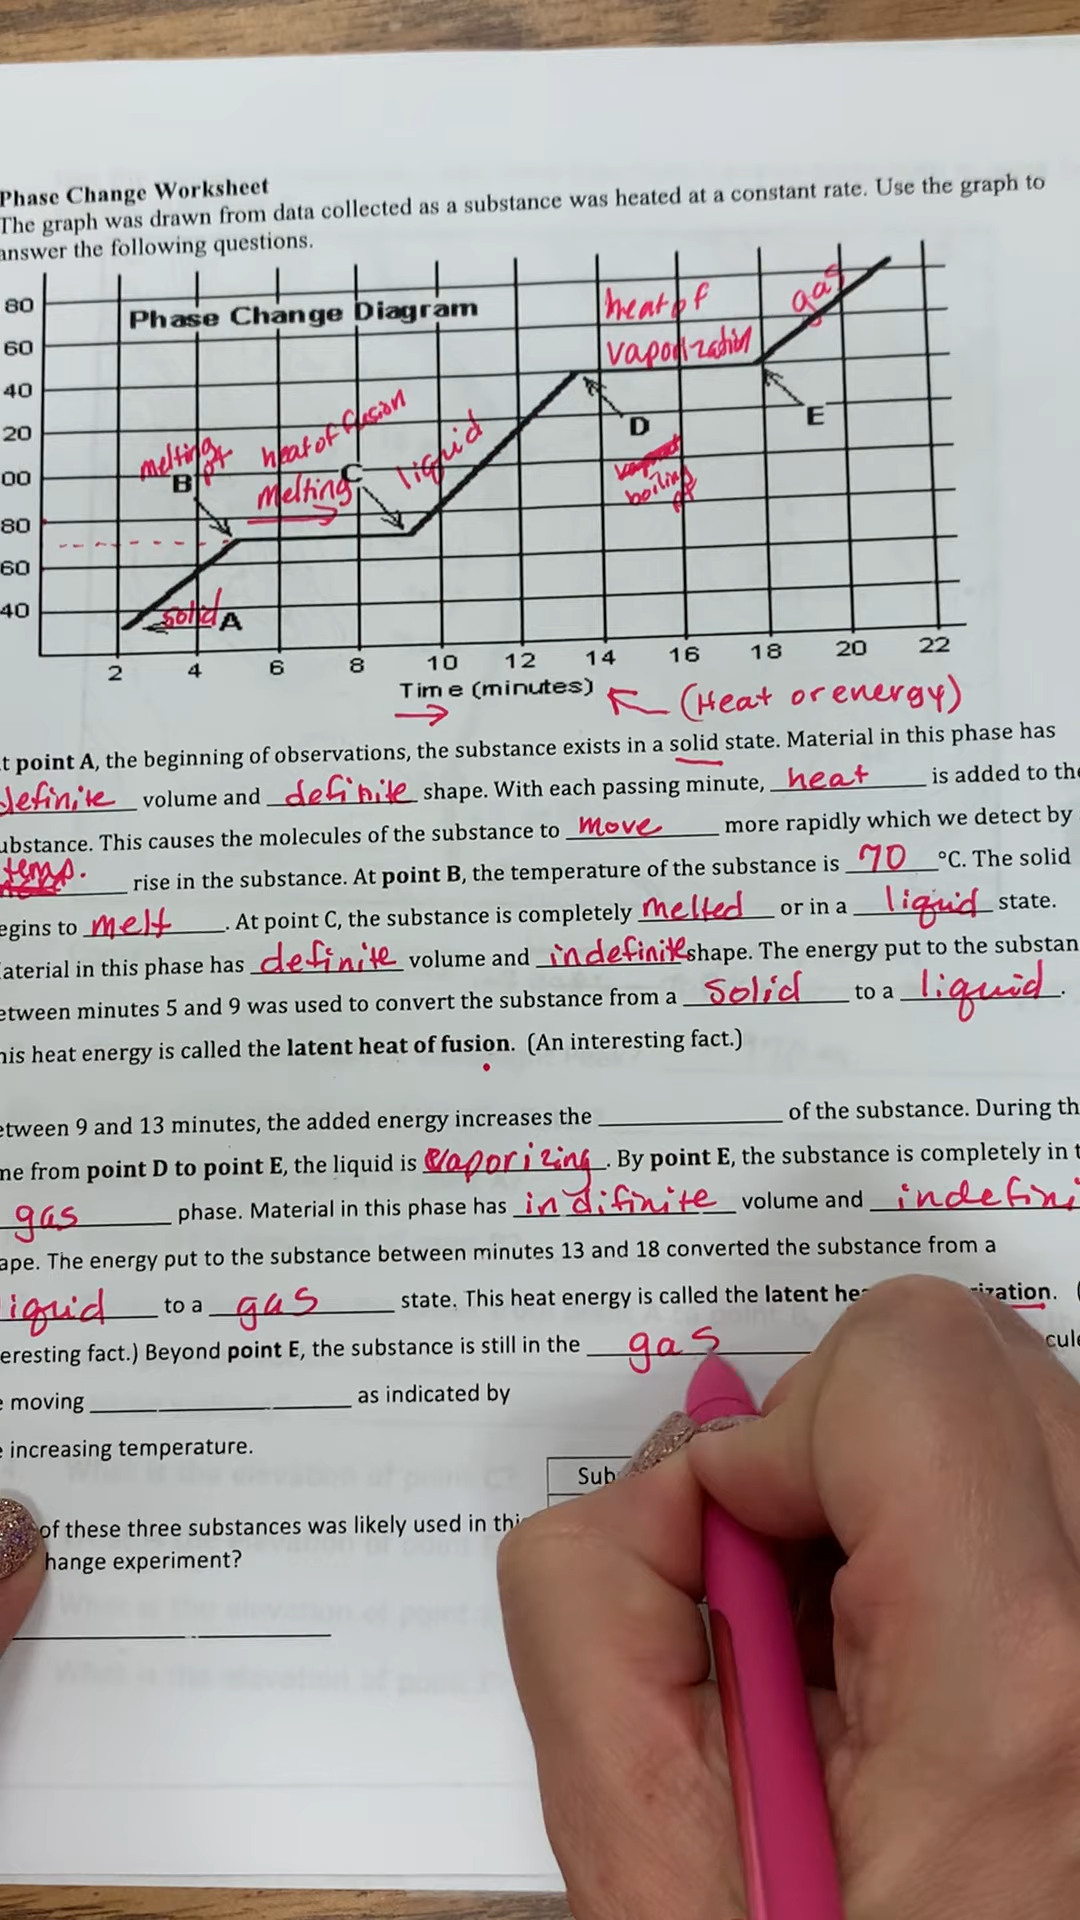 Phase Change Worksheet
The graph was drawn from data collected as a substance was heated at a constant rate. Use the graph to
answer the following questions.
80
60
40
20
00
80
60
40
Phase Change Diagram
heat of
vaporization
gas
melting
pt
B
heat of fusion
melting
C
liquid
D
boiling
pt
E
solid
A
2 4 6 8 10 12 14 16 18 20 22
Time (minutes)
(Heat or energy)
t point A, the beginning of observations, the substance exists in a solid state. Material in this phase has
definite volume and definite shape. With each passing minute, heat is added to the
ubstance. This causes the molecules of the substance to move more rapidly which we detect by
temp. rise in the substance. At point B, the temperature of the substance is 70 °C. The solid
egins to melt. At point C, the substance is completely melted or in a liquid state.
aterial in this phase has definite volume and indefinite shape. The energy put to the substan
etween minutes 5 and 9 was used to convert the substance from a solid to a liquid.
his heat energy is called the latent heat of fusion. (An interesting fact.)
etween 9 and 13 minutes, the added energy increases the ____ of the substance. During th
me from point D to point E, the liquid is vaporizing. By point E, the substance is completely in t
gas phase. Material in this phase has indifinite volume and indefini
ape. The energy put to the substance between minutes 13 and 18 converted the substance from a
liquid to a gas state. This heat energy is called the latent hea ization. (
eresting fact.) Beyond point E, the substance is still in the gas cule
e moving ____ as indicated by
e increasing temperature.
Sub
of these three substances was likely used in this
hange experiment?